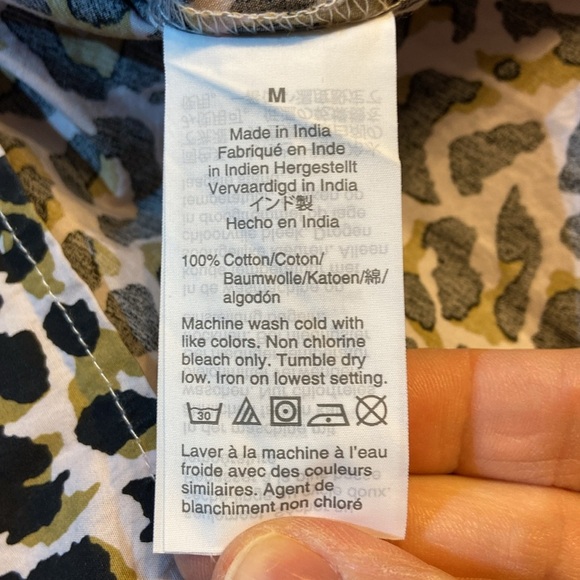 M
Made in India
Fabriqué en Inde
in Indien Hergestellt
Vervaardigd in India
インド製
Hecho en India
100% Cotton/Coton/
Baumwolle/Katoen/綿/
algodón
Machine wash cold with
like colors. Non chlorine
bleach only. Tumble dry
low. Iron on lowest setting.
30
Laver à la machine à l'eau
froide avec des couleurs
similaires. Agent de
blanchiment non chloré